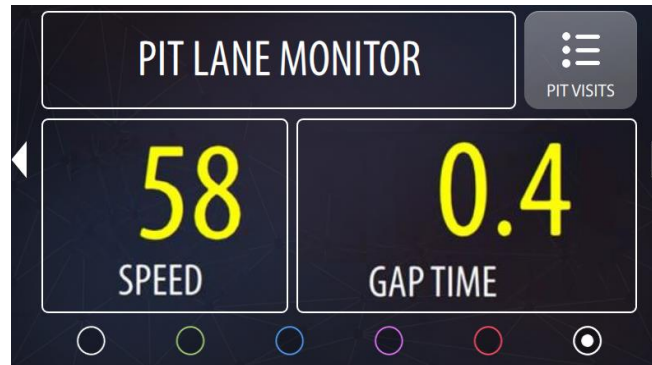 PIT LANE MONITOR
PIT VISITS
58
SPEED
0.4
GAP TIME